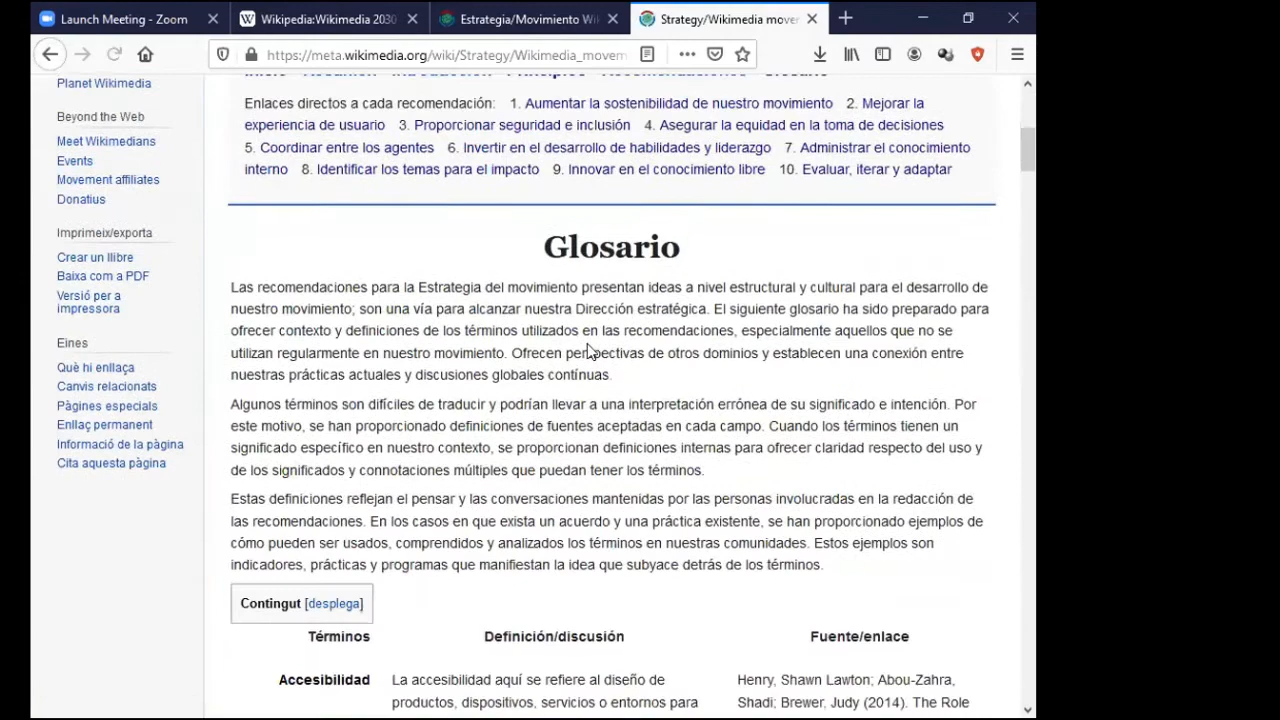 Launch Meeting - Zoom
Wikipedia:Wikimedia 2030
Estrategia/Movimiento Wi
Strategy/Wikimedia mover
https://meta.wikimedia.org/wiki/Strategy/Wikimedia_movem
Planet Wikimedia
Beyond the Web
Meet Wikimedians
Events
Movement affiliates
Donatius
Imprimeix/exporta
Crear un llibre
Baixa com a PDF
Versió per a
impressora
Eines
Què hi enllaça
Canvis relacionats
Pàgines especials
Enllaç permanent
Informació de la pàgina
Cita aquesta pàgina
Enlaces directos a cada recomendación: 1. Aumentar la sostenibilidad de nuestro movimiento 2. Mejorar la
experiencia de usuario 3. Proporcionar seguridad e inclusión 4. Asegurar la equidad en la toma de decisiones
5. Coordinar entre los agentes 6. Invertir en el desarrollo de habilidades y liderazgo 7. Administrar el conocimiento
interno 8. Identificar los temas para el impacto 9. Innovar en el conocimiento libre 10. Evaluar, iterar y adaptar
Glosario
Las recomendaciones para la Estrategia del movimiento presentan ideas a nivel estructural y cultural para el desarrollo de
nuestro movimiento; son una vía para alcanzar nuestra Dirección estratégica. El siguiente glosario ha sido preparado para
ofrecer contexto y definiciones de los términos utilizados en las recomendaciones, especialmente aquellos que no se
utilizan regularmente en nuestro movimiento. Ofrecen perspectivas de otros dominios y establecen una conexión entre
nuestras prácticas actuales y discusiones globales contínuas.
Algunos términos son difíciles de traducir y podrían llevar a una interpretación errónea de su significado e intención. Por
este motivo, se han proporcionado definiciones de fuentes aceptadas en cada campo. Cuando los términos tienen un
significado específico en nuestro contexto, se proporcionan definiciones internas para ofrecer claridad respecto del uso y
de los significados y connotaciones múltiples que puedan tener los términos.
Estas definiciones reflejan el pensar y las conversaciones mantenidas por las personas involucradas en la redacción de
las recomendaciones. En los casos en que exista un acuerdo y una práctica existente, se han proporcionado ejemplos de
cómo pueden ser usados, comprendidos y analizados los términos en nuestras comunidades. Estos ejemplos son
indicadores, prácticas y programas que manifiestan la idea que subyace detrás de los términos.
Contingut [desplega]
Términos Definición/discusión Fuente/enlace
Accesibilidad La accesibilidad aquí se refiere al diseño de Henry, Shawn Lawton; Abou-Zahra,
productos, dispositivos, servicios o entornos para Shadi; Brewer, Judy (2014). The Role